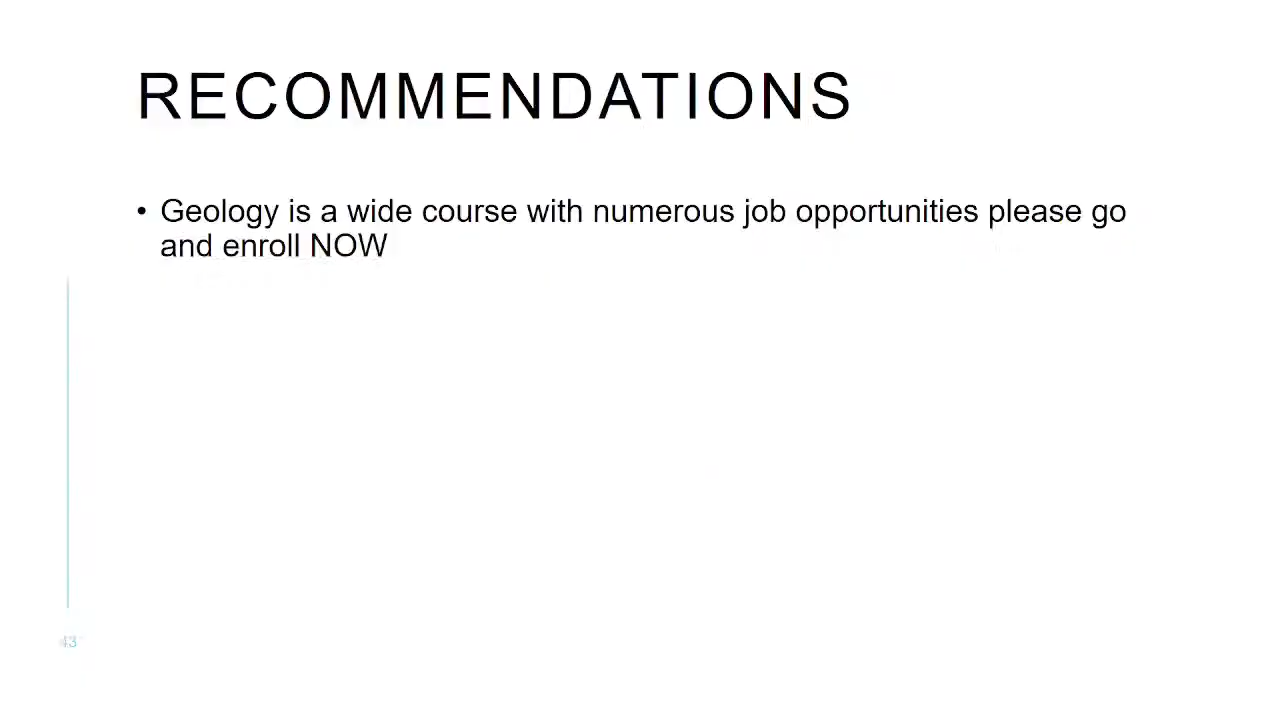 RECOMMENDATIONS
• Geology is a wide course with numerous job opportunities please go
and enroll NOW
43